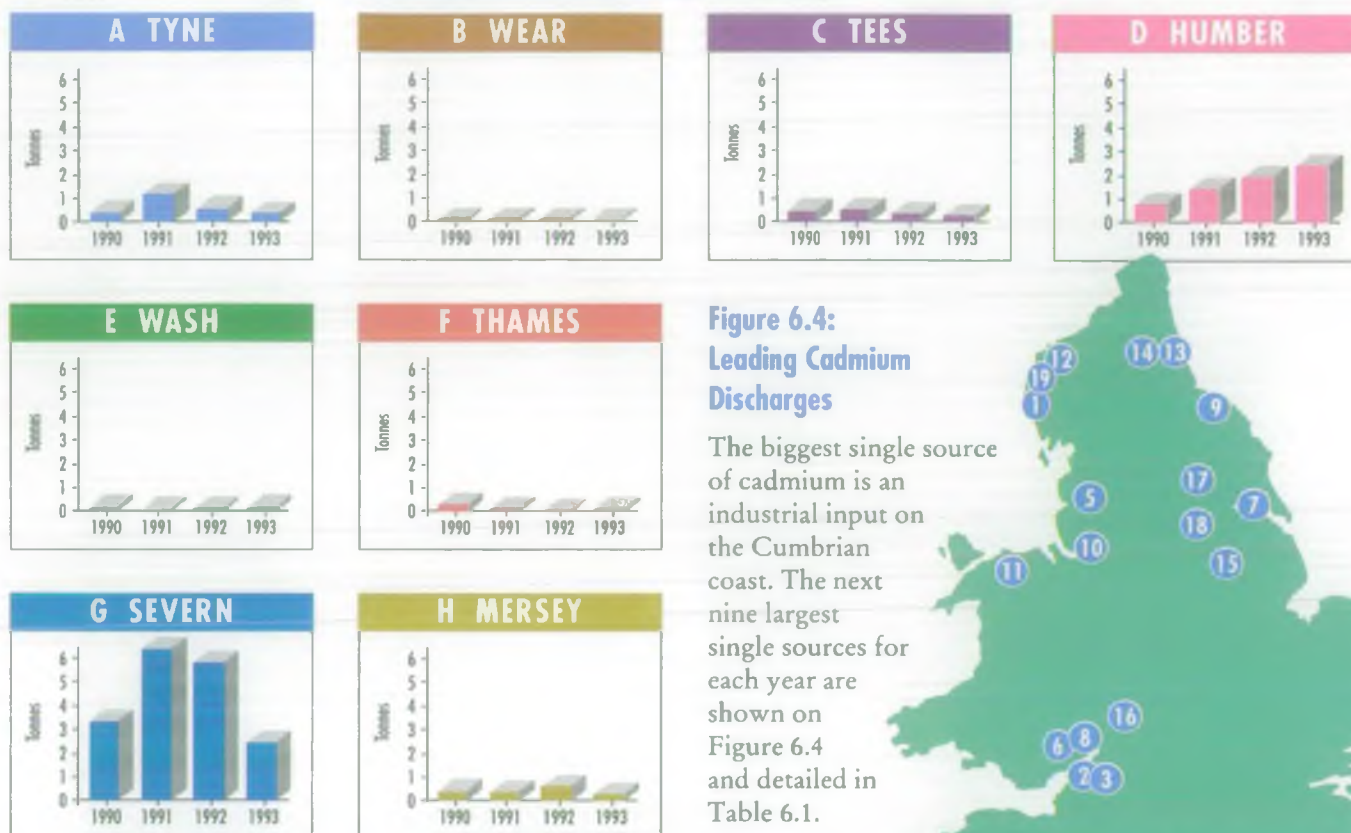 A TYNE
Tonnes
6
5
4
3
2
1
0
1990 1991 1992 1993
B WEAR
Tonnes
6
5
4
3
2
1
0
1990 1991 1992 1993
C TEES
Tonnes
6
5
4
3
2
1
0
1990 1991 1992 1993
D HUMBER
Tonnes
6
5
4
3
2
1
0
1990 1991 1992 1993
E WASH
Tonnes
6
5
4
3
2
1
0
1990 1991 1992 1993
F THAMES
Tonnes
6
5
4
3
2
1
0
1990 1991 1992 1993
G SEVERN
Tonnes
6
5
4
3
2
1
0
1990 1991 1992 1993
H MERSEY
Tonnes
6
5
4
3
2
1
0
1990 1991 1992 1993
Figure 6.4:
Leading Cadmium
Discharges
The biggest single source
of cadmium is an
industrial input on
the Cumbrian
coast. The next
nine largest
single sources for
each year are
shown on
Figure 6.4
and detailed in
Table 6.1.
12
14 13
19
1
9
17
5
7
18
10
15
11
16
8
6
2 3